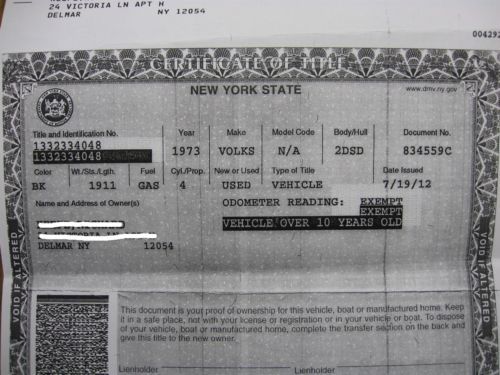 24 VICTORIA LN APT H
DELMAR NY 12054
004292
CERTIFICATE OF TITLE
NEW YORK STATE
www.dmv.ny.gov
Title and Identification No. Year Make Model Code Body/Hull Document No.
1332334048 1973 VOLKS N/A 2DSD 834559C
1332334048
Color Wt./Sts./Lgth. Fuel Cyl./Prop. New or Used Type of Title Date Issued
BK 1911 GAS 4 USED VEHICLE 7/19/12
Name and Address of Owner(s)
ODOMETER READING: EXEMPT
EXEMPT
VEHICLE OVER 10 YEARS OLD
DELMAR NY 12054
VOID IF ALTERED
VOID IF ALTERED
This document is your proof of ownership for this vehicle, boat or manufactured home. Keep
it in a safe place, not with your license or registration or in your vehicle or boat. To dispose
of your vehicle, boat or manufactured home, complete the transfer section on the back and
give this title to the new owner.
Lienholder Lienholder